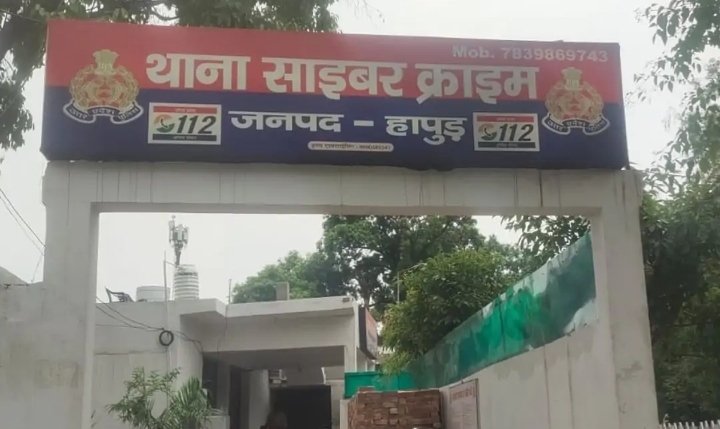 Mob. 7839869743
थाना साइबर क्राइम
112
जनपद - हापुड़
112